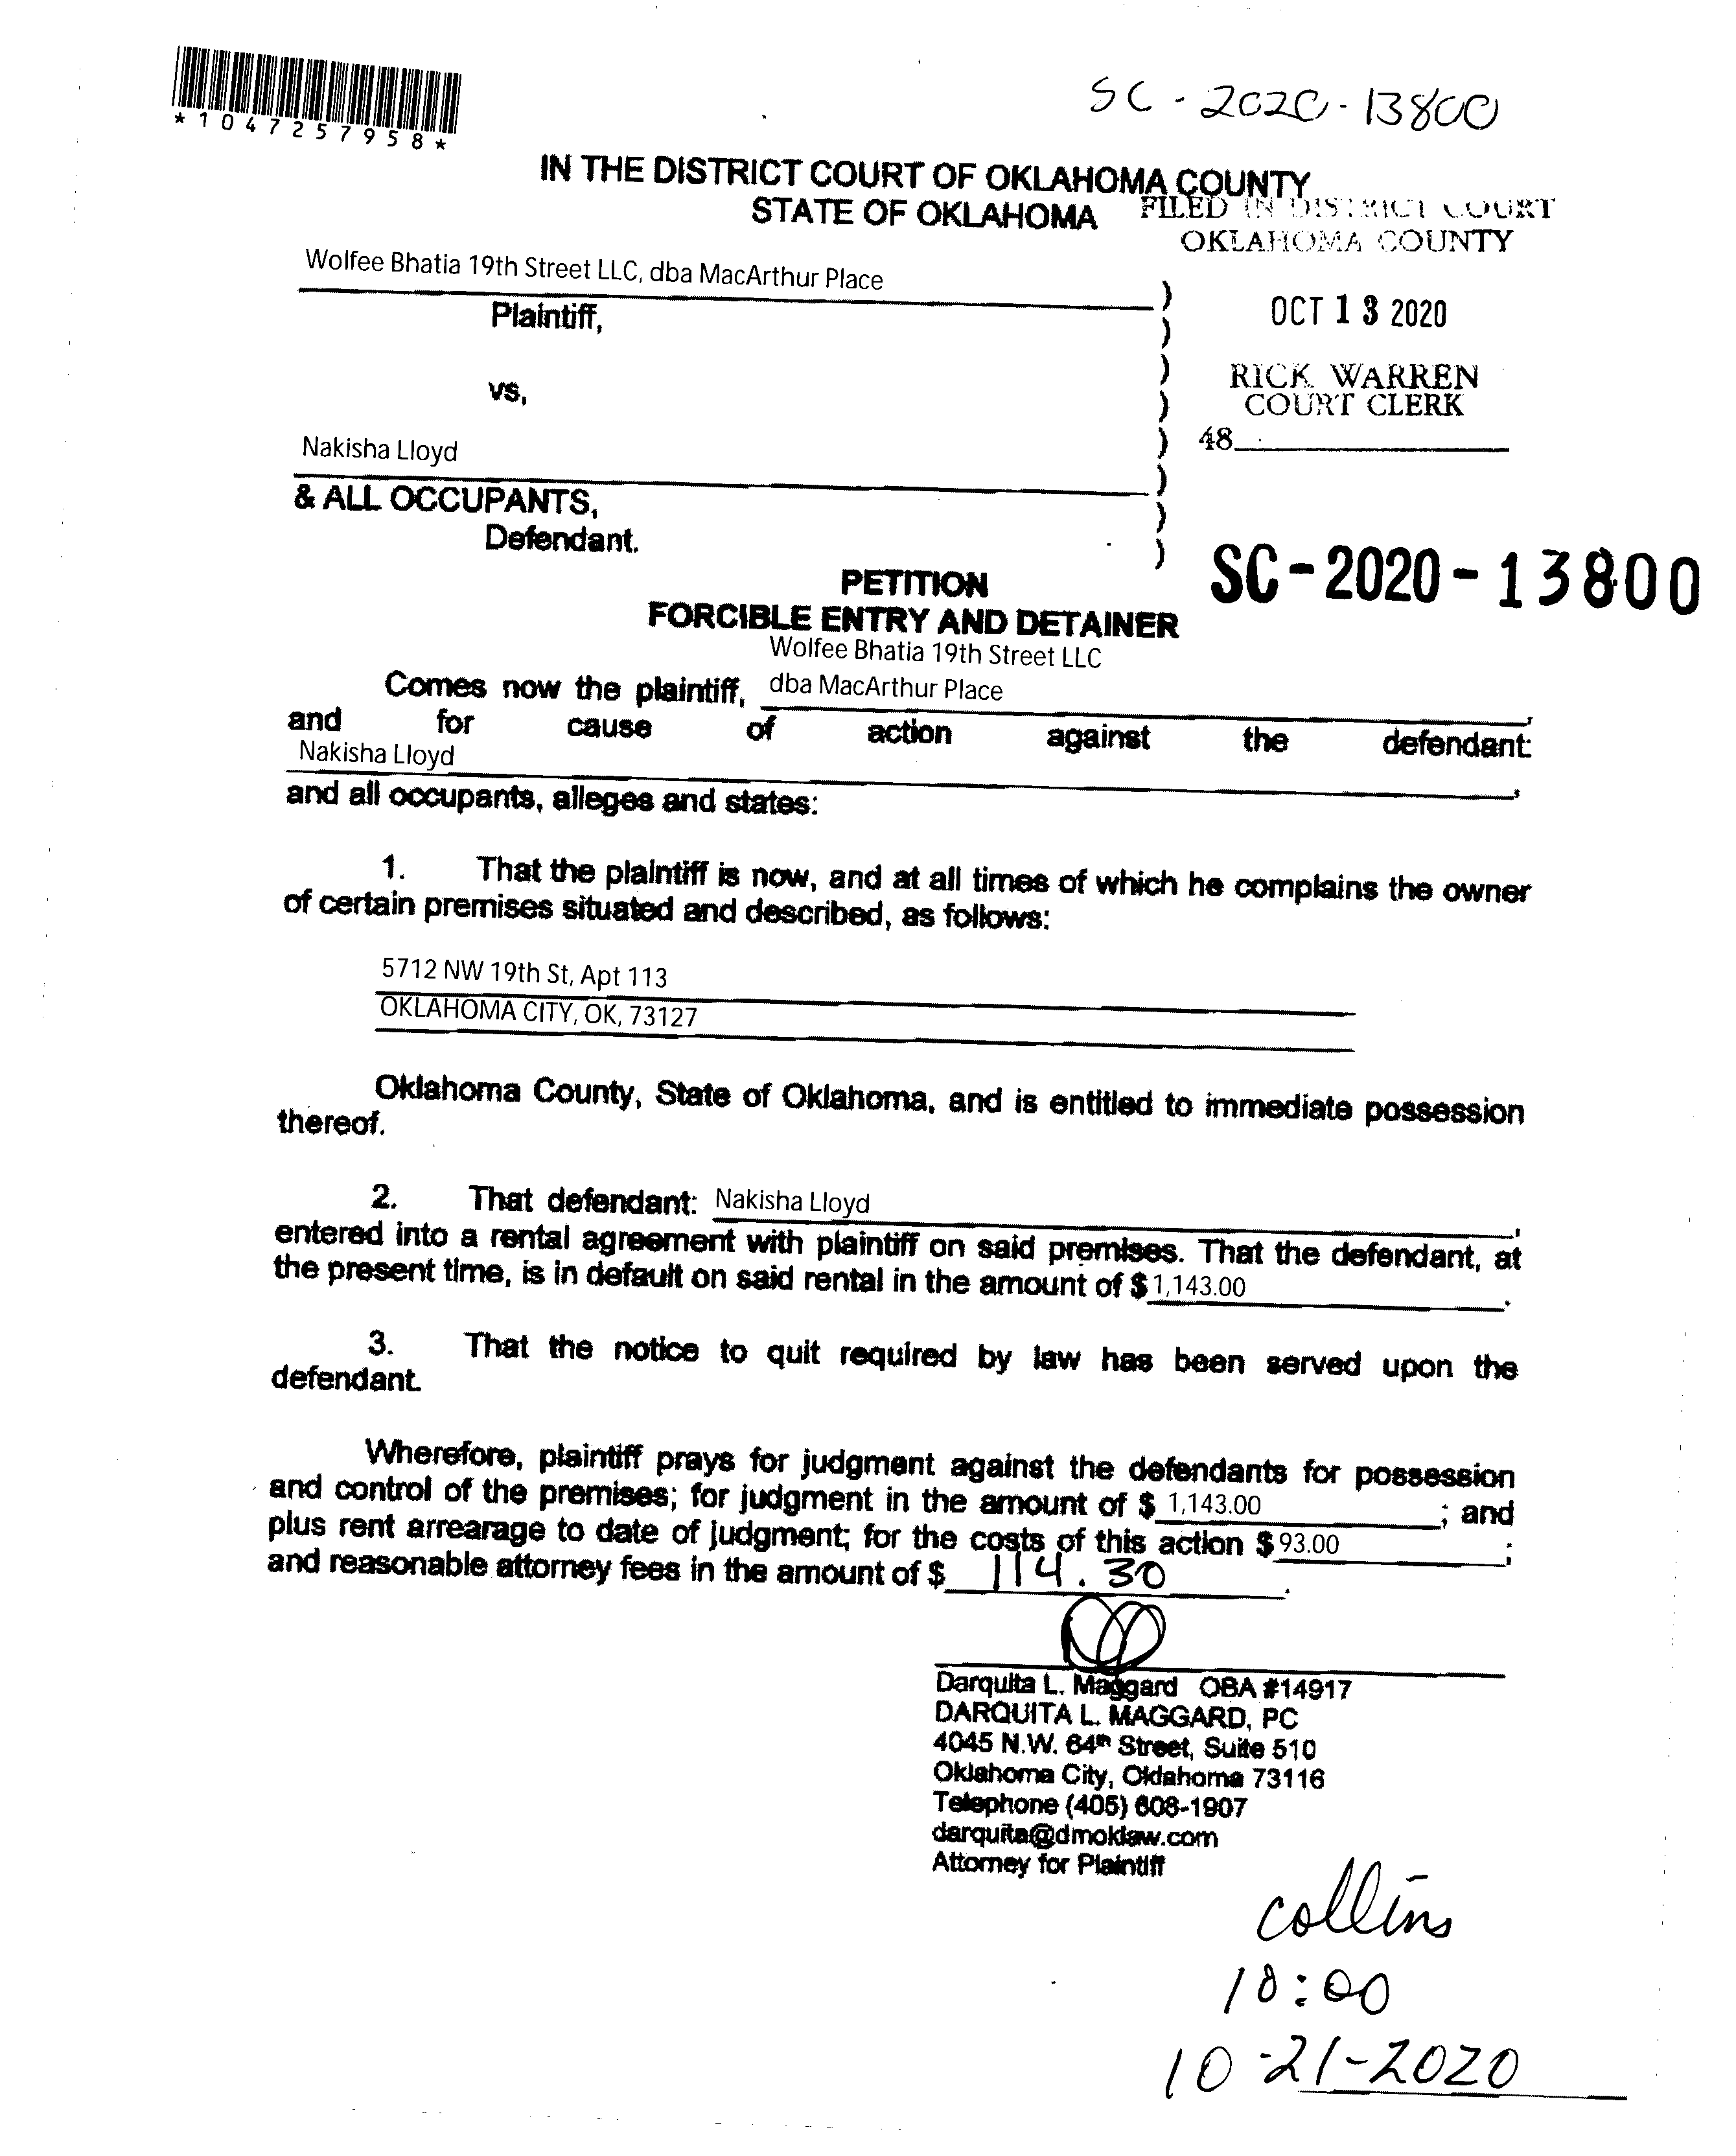 *1047257958*
SC-2020-13800
IN THE DISTRICT COURT OF OKLAHOMA COUNTY
STATE OF OKLAHOMA
FILED IN DISTRICT COURT
OKLAHOMA COUNTY
Wolfee Bhatia 19th Street LLC, dba MacArthur Place
)
Plaintiff,
)
OCT 13 2020
)
RICK WARREN
vs,
)
COURT CLERK
Nakisha Lloyd
)
48
)
& ALL OCCUPANTS,
)
Defendant.
)
SC-2020-13800
PETITION
FORCIBLE ENTRY AND DETAINER
Wolfee Bhatia 19th Street LLC
Comes now the plaintiff, dba MacArthur Place,
and for cause of action against the defendant:
Nakisha Lloyd,
and all occupants, alleges and states:
1. That the plaintiff is now, and at all times of which he complains the owner
of certain premises situated and described, as follows:
5712 NW 19th St, Apt 113
OKLAHOMA CITY, OK, 73127
Oklahoma County, State of Oklahoma, and is entitled to immediate possession
thereof.
2. That defendant: Nakisha Lloyd,
entered into a rental agreement with plaintiff on said premises. That the defendant, at
the present time, is in default on said rental in the amount of $1,143.00.
3. That the notice to quit required by law has been served upon the
defendant.
Wherefore, plaintiff prays for judgment against the defendants for possession
and control of the premises; for judgment in the amount of $ 1,143.00; and
plus rent arrearage to date of judgment; for the costs of this action $93.00;
and reasonable attorney fees in the amount of $ 114.30.
Darquita L. Maggard OBA #14917
DARQUITA L. MAGGARD, PC
4045 N.W. 64th Street, Suite 510
Oklahoma City, Oklahoma 73116
Telephone (405) 608-1907
darquita@dmoklaw.com
Attorney for Plaintiff
collins
10:00
10-21-2020